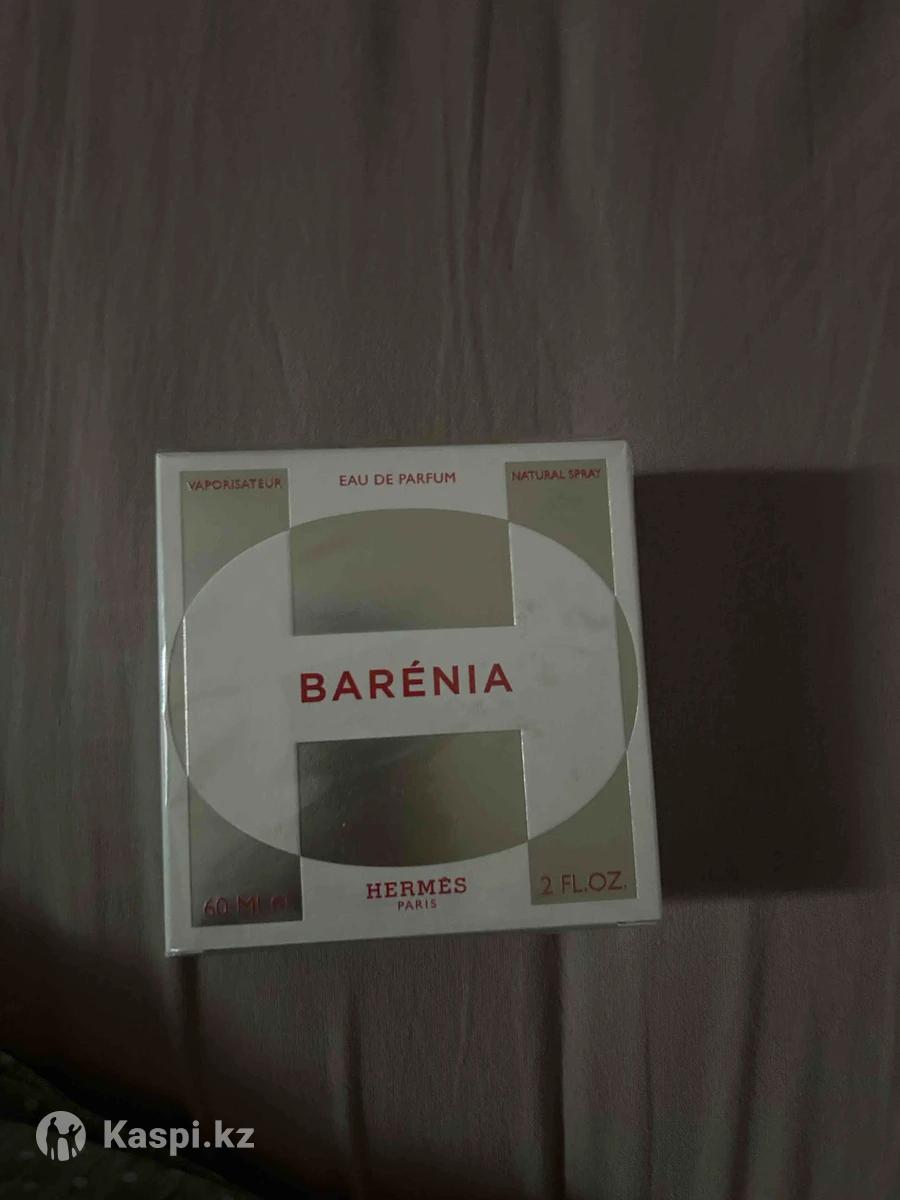 VAPORISATEUR
EAU DE PARFUM
NATURAL SPRAY
BARÉNIA
60 ML
HERMÈS
PARIS
2 FL.OZ.
Kaspi.kz